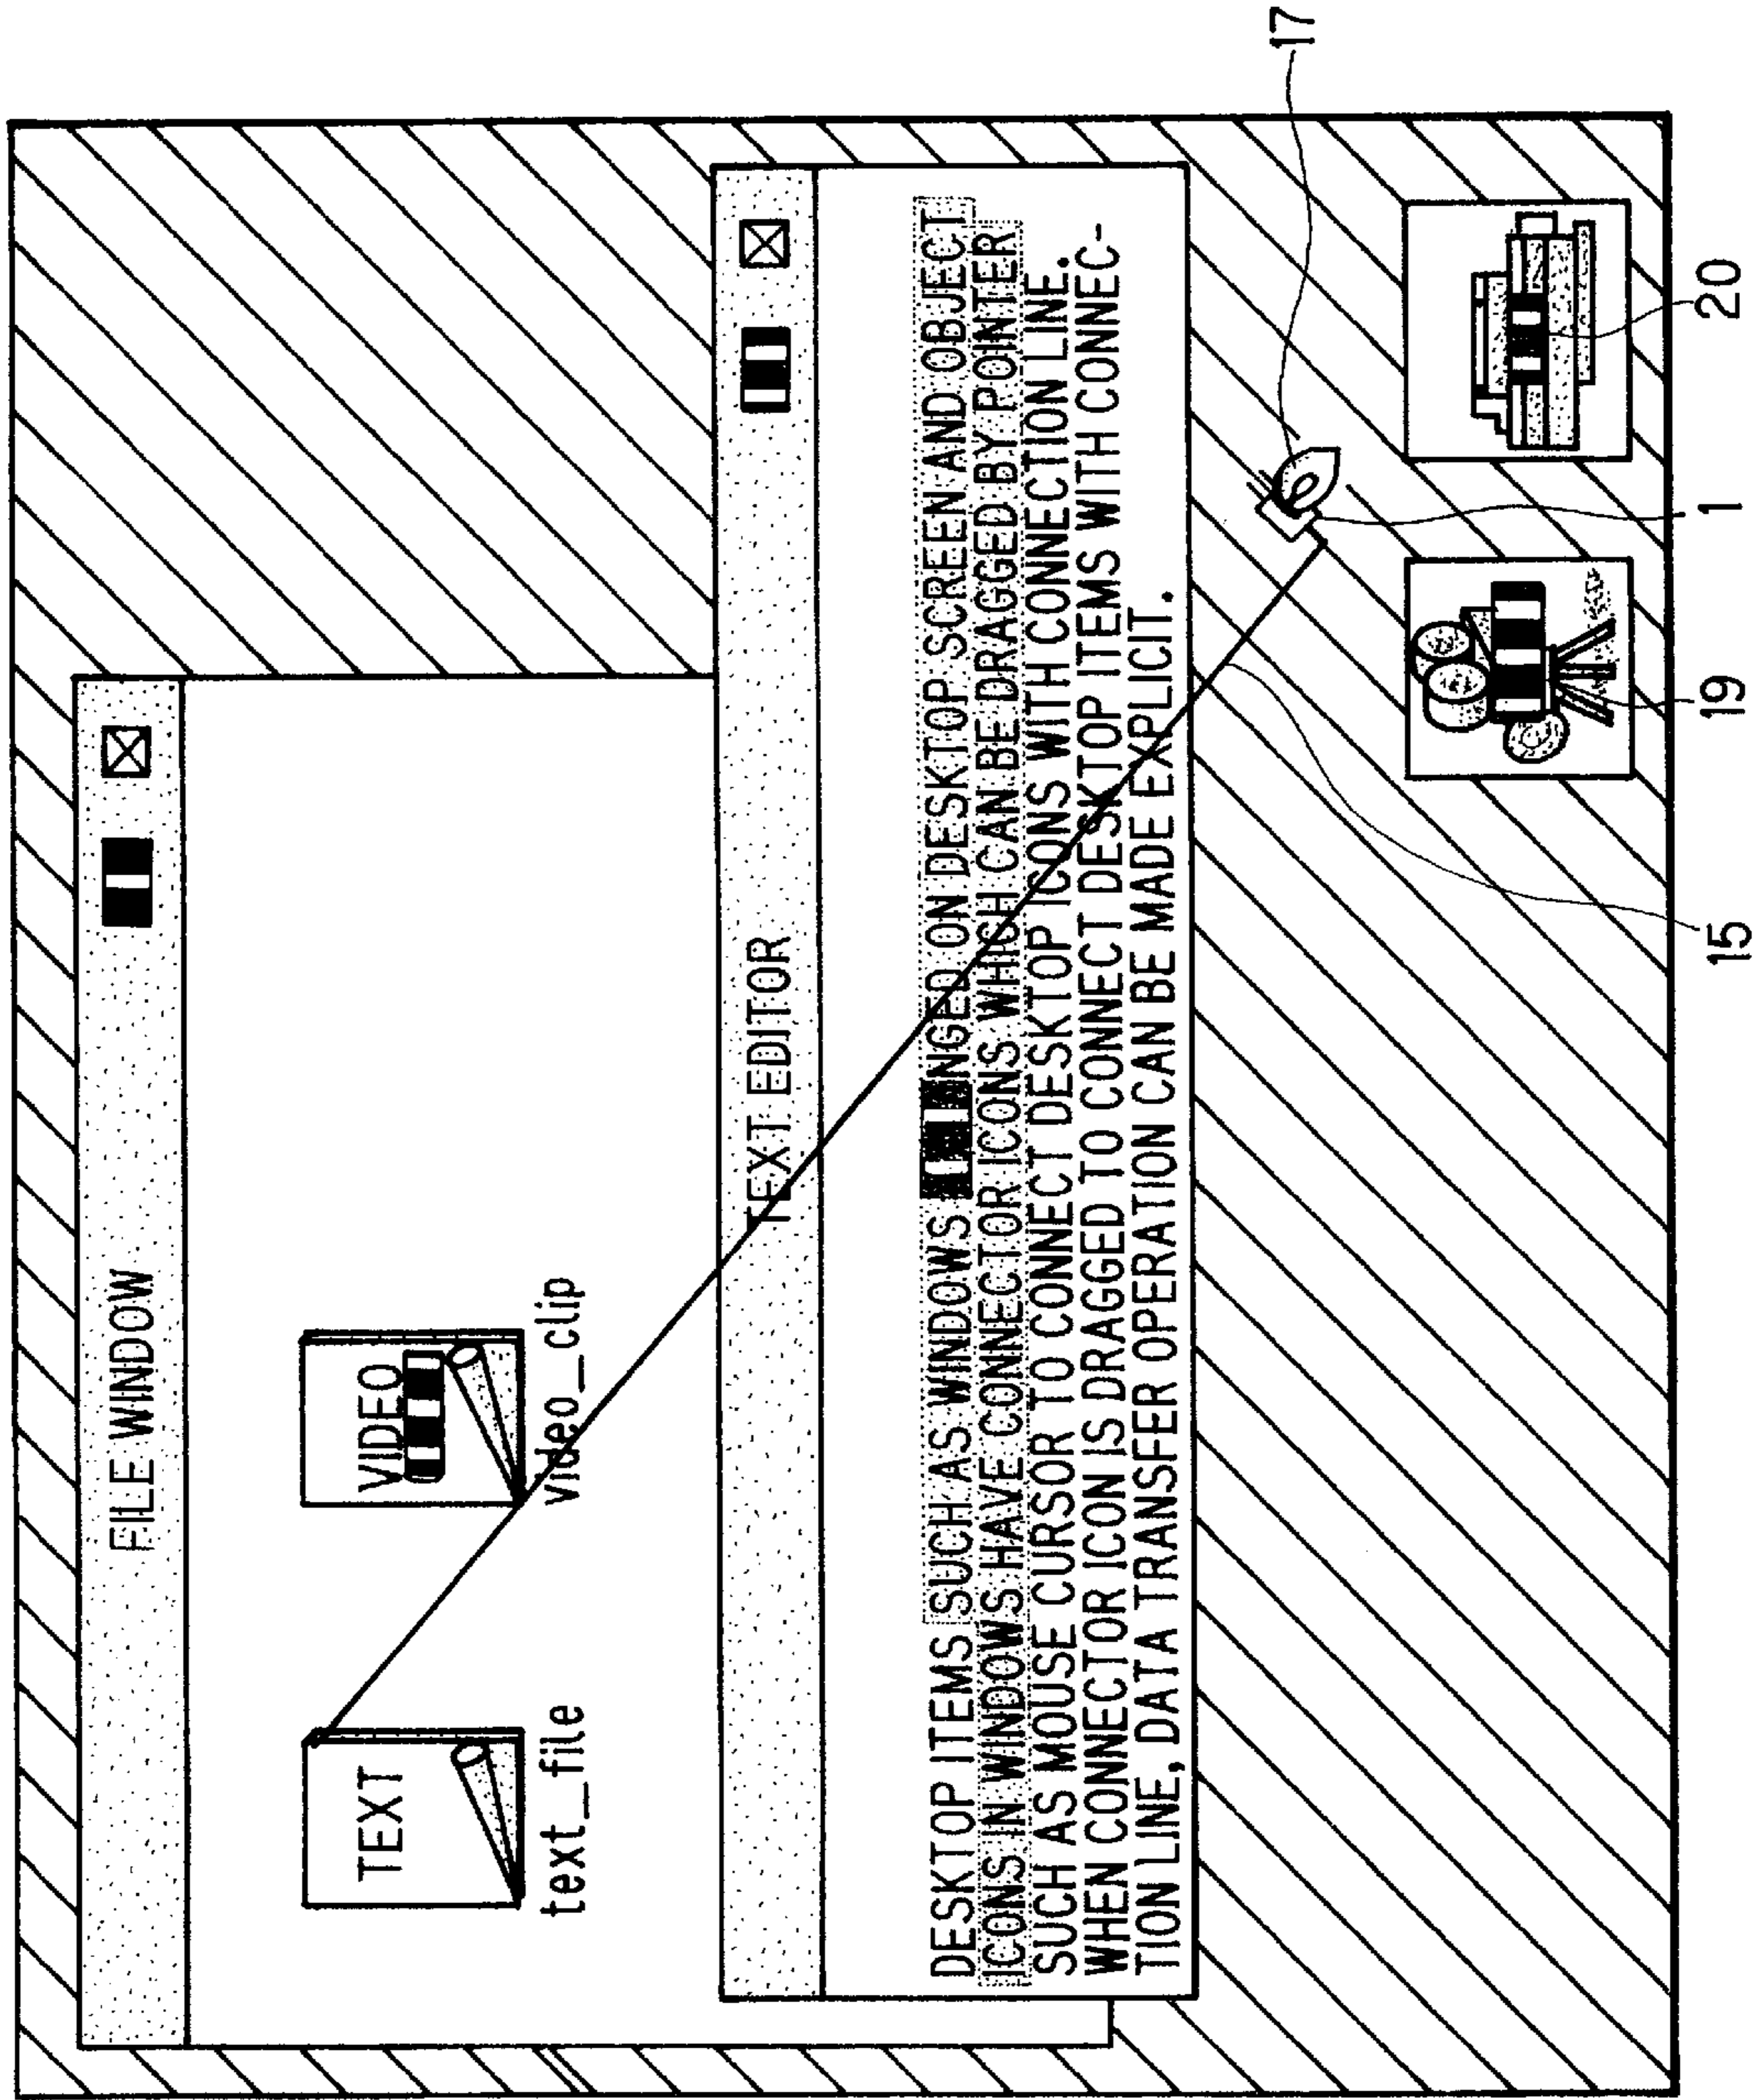 FILE WINDOW
TEXT
text_file
VIDEO
video_clip
TEXT EDITOR
DESKTOP ITEMS SUCH AS WINDOWS NGED ON DESKTOP SCREEN AND OBJECT
ICONS IN WINDOWS HAVE CONNECTOR ICONS WHICH CAN BE DRAGGED BY POINTER
SUCH AS MOUSE CURSOR TO CONNECT DESKTOP ICONS WITH CONNECTION LINE.
WHEN CONNECTOR ICON IS DRAGGED TO CONNECT DESKTOP ITEMS WITH CONNEC-
TION LINE, DATA TRANSFER OPERATION CAN BE MADE EXPLICIT.
17
15
19
1
20